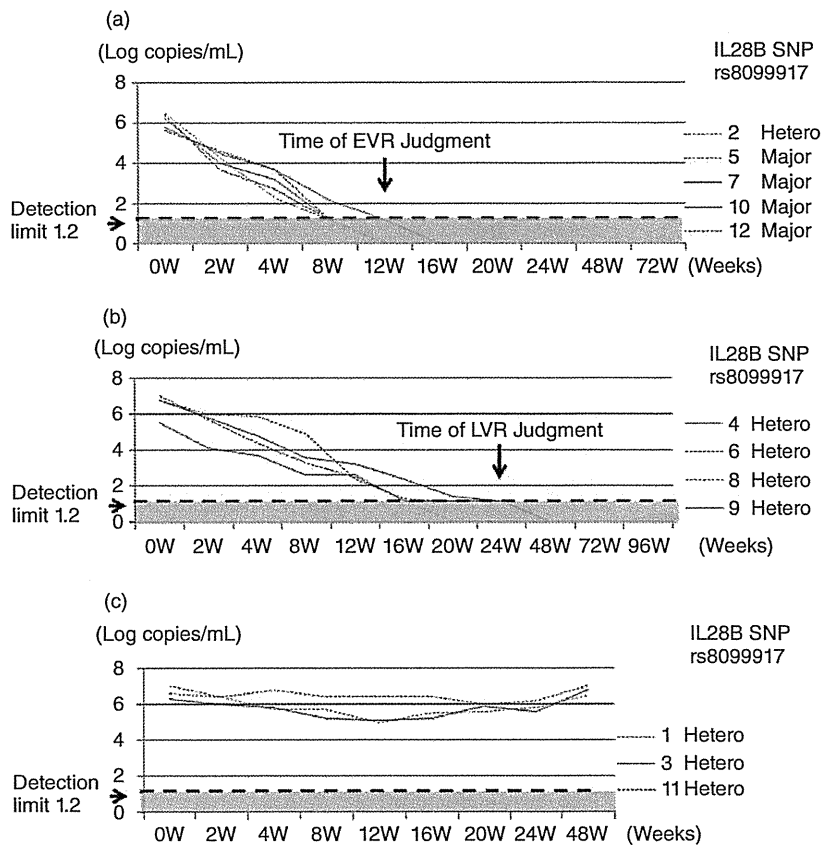 (a)
(Log copies/mL)
IL28B SNP
rs8099917
8
6
4
2
0
Time of EVR Judgment
Detection
limit 1.2
2 Hetero
5 Major
7 Major
10 Major
12 Major
0W 2W 4W 8W 12W 16W 20W 24W 48W 72W (Weeks)
(b)
(Log copies/mL)
IL28B SNP
rs8099917
8
6
4
2
0
Time of LVR Judgment
Detection
limit 1.2
4 Hetero
6 Hetero
8 Hetero
9 Hetero
0W 2W 4W 8W 12W 16W 20W 24W 48W 72W 96W (Weeks)
(c)
(Log copies/mL)
IL28B SNP
rs8099917
8
6
4
2
0
Detection
limit 1.2
1 Hetero
3 Hetero
11 Hetero
0W 2W 4W 8W 12W 16W 20W 24W 48W (Weeks)